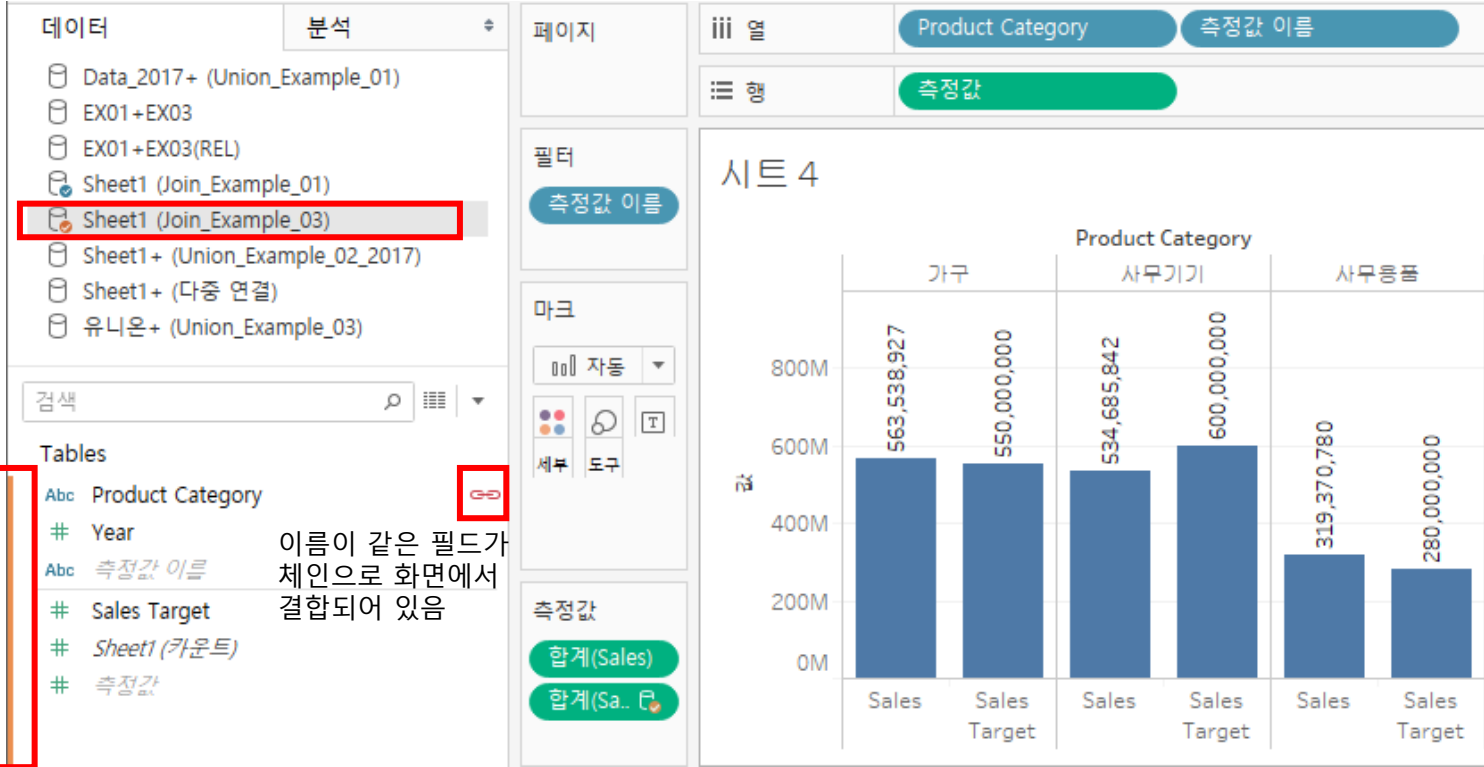 데이터
분석
Data_2017+ (Union_Example_01)
EX01+EX03
EX01+EX03(REL)
Sheet1 (Join_Example_01)
Sheet1 (Join_Example_03)
Sheet1+ (Union_Example_02_2017)
Sheet1+ (다중 연결)
유니온+ (Union_Example_03)
검색
Tables
Abc Product Category
# Year
Abc 측정값 이름
# Sales Target
# Sheet1 (카운트)
# 측정값
이름이 같은 필드가
체인으로 화면에서
결합되어 있음
페이지
필터
측정값 이름
마크
자동
T
세부 도구
측정값
합계(Sales)
합계(Sa..
iii 열 Product Category 측정값 이름
행 측정값
시트 4
Product Category
가구 사무기기 사무용품
값
800M
600M
400M
200M
0M
563,538,927
550,000,000
534,685,842
600,000,000
319,370,780
280,000,000
Sales Sales Target Sales Sales Target Sales Sales Target